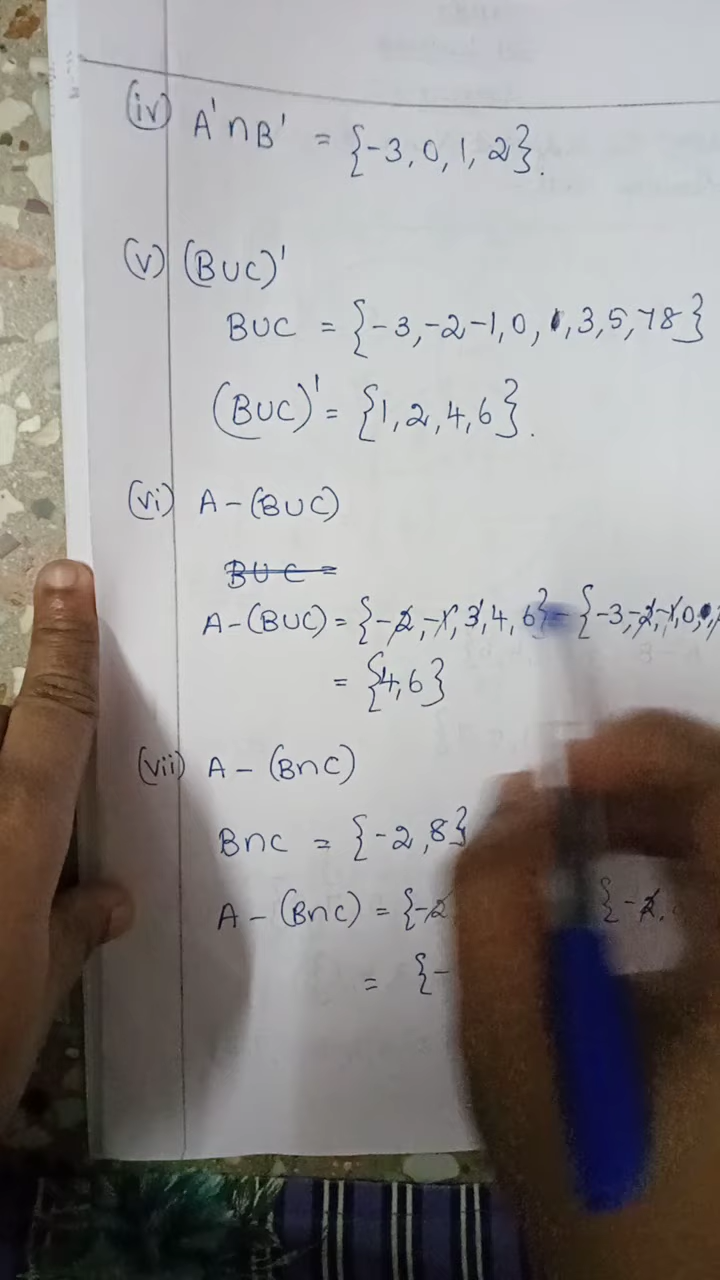 (iv) A'∩B' = {-3, 0, 1, 2}.
(v) (B∪C)'
B∪C = {-3, -2 -1, 0, , 3, 5, 7 8}
(B∪C)' = {1, 2, 4, 6}.
(vi) A - (B∪C)
B∪C =
A - (B∪C) = {-2, -1, 3, 4, 6} - {-3, -2, -1, 0,
= {4, 6}
(vii) A - (B∩C)
B∩C = {-2, 8}
A - (B∩C) = {-2 {-2,
= {-